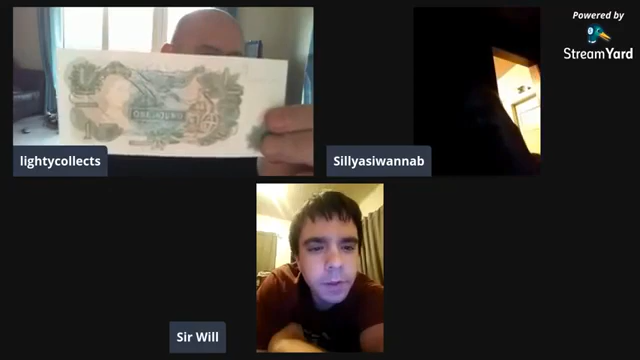 Powered by
StreamYard
lightycollects
Sillyasiwannab
ONE POUND
Sir Will